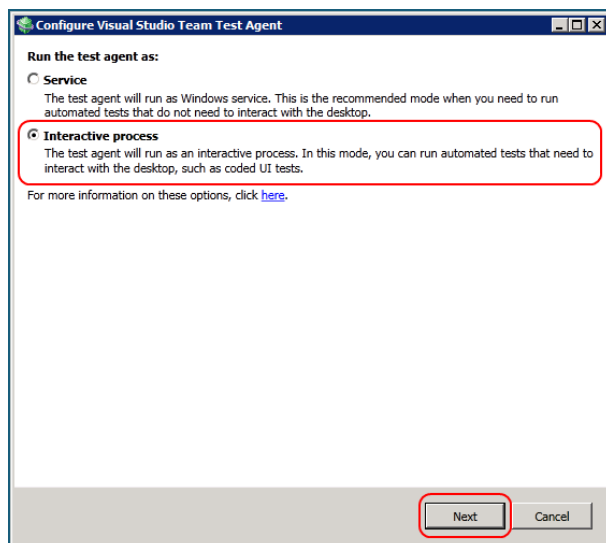 Configure Visual Studio Team Test Agent
Run the test agent as:
Service
The test agent will run as Windows service. This is the recommended mode when you need to run
automated tests that do not need to interact with the desktop.
Interactive process
The test agent will run as an interactive process. In this mode, you can run automated tests that need to
interact with the desktop, such as coded UI tests.
For more information on these options, click here.
Next Cancel